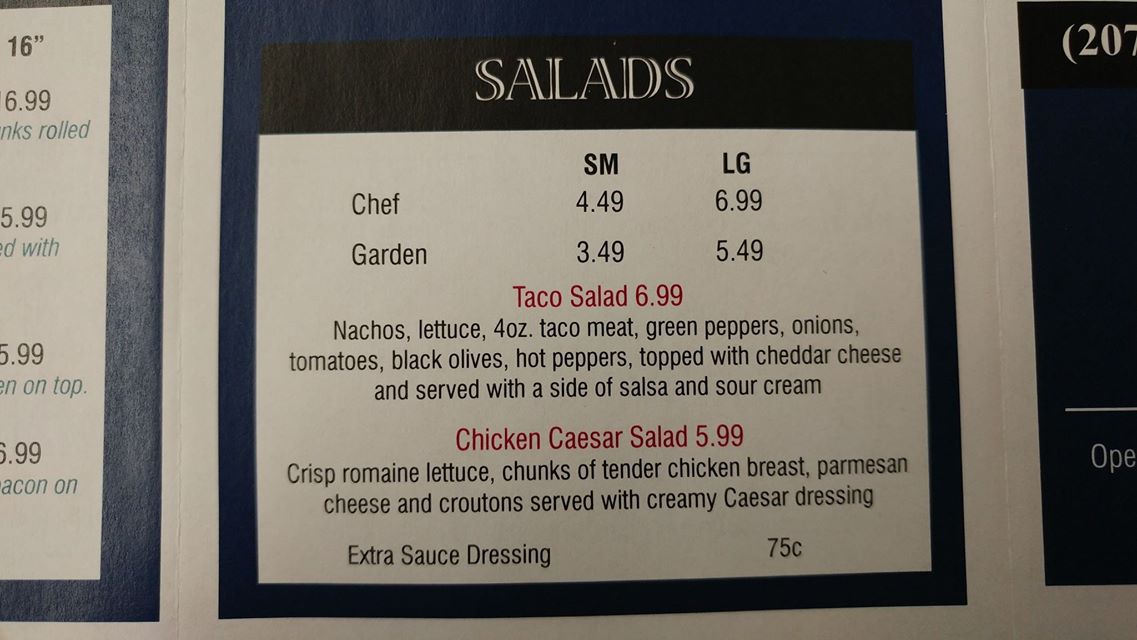 16"
6.99
rolled
5.99
with
5.99
on top.
6.99
on
SALADS
SM LG
Chef 4.49 6.99
Garden 3.49 5.49
Taco Salad 6.99
Nachos, lettuce, 4oz. taco meat, green peppers, onions,
tomatoes, black olives, hot peppers, topped with cheddar cheese
and served with a side of salsa and sour cream
Chicken Caesar Salad 5.99
Crisp romaine lettuce, chunks of tender chicken breast, parmesan
cheese and croutons served with creamy Caesar dressing
Extra Sauce Dressing 75c
(207
Ope